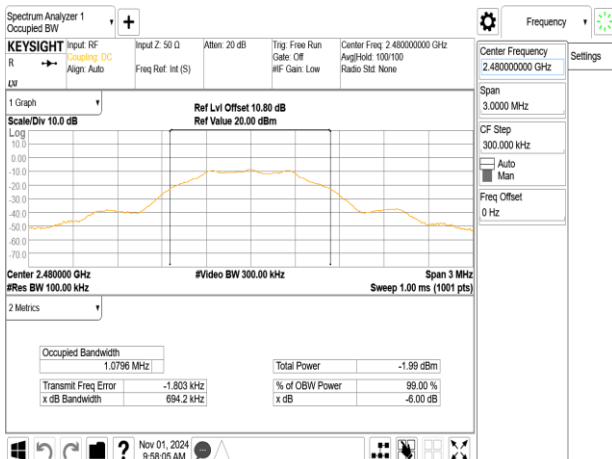 Spectrum Analyzer 1
Occupied BW
Frequency
KEYSIGHT Input: RF Input Z: 50 Ω Atten: 20 dB Trig: Free Run Center Freq: 2.480000000 GHz
R Coupling: DC Gate: Off Avg|Hold: 100/100
Align: Auto Freq Ref: Int (S) #IF Gain: Low Radio Std: None
LXI
Center Frequency
2.480000000 GHz
Settings
Span
3.0000 MHz
CF Step
300.000 kHz
Auto
Man
Freq Offset
0 Hz
1 Graph
Ref Lvl Offset 10.80 dB
Scale/Div 10.0 dB Ref Value 20.00 dBm
Log
10.0
0.00
-10.0
-20.0
-30.0
-40.0
-50.0
-60.0
-70.0
Center 2.480000 GHz #Video BW 300.00 kHz Span 3 MHz
#Res BW 100.00 kHz Sweep 1.00 ms (1001 pts)
2 Metrics
Occupied Bandwidth
1.0796 MHz Total Power -1.99 dBm
Transmit Freq Error -1.803 kHz % of OBW Power 99.00 %
x dB Bandwidth 694.2 kHz x dB -6.00 dB
? Nov 01, 2024
9:58:05 AM